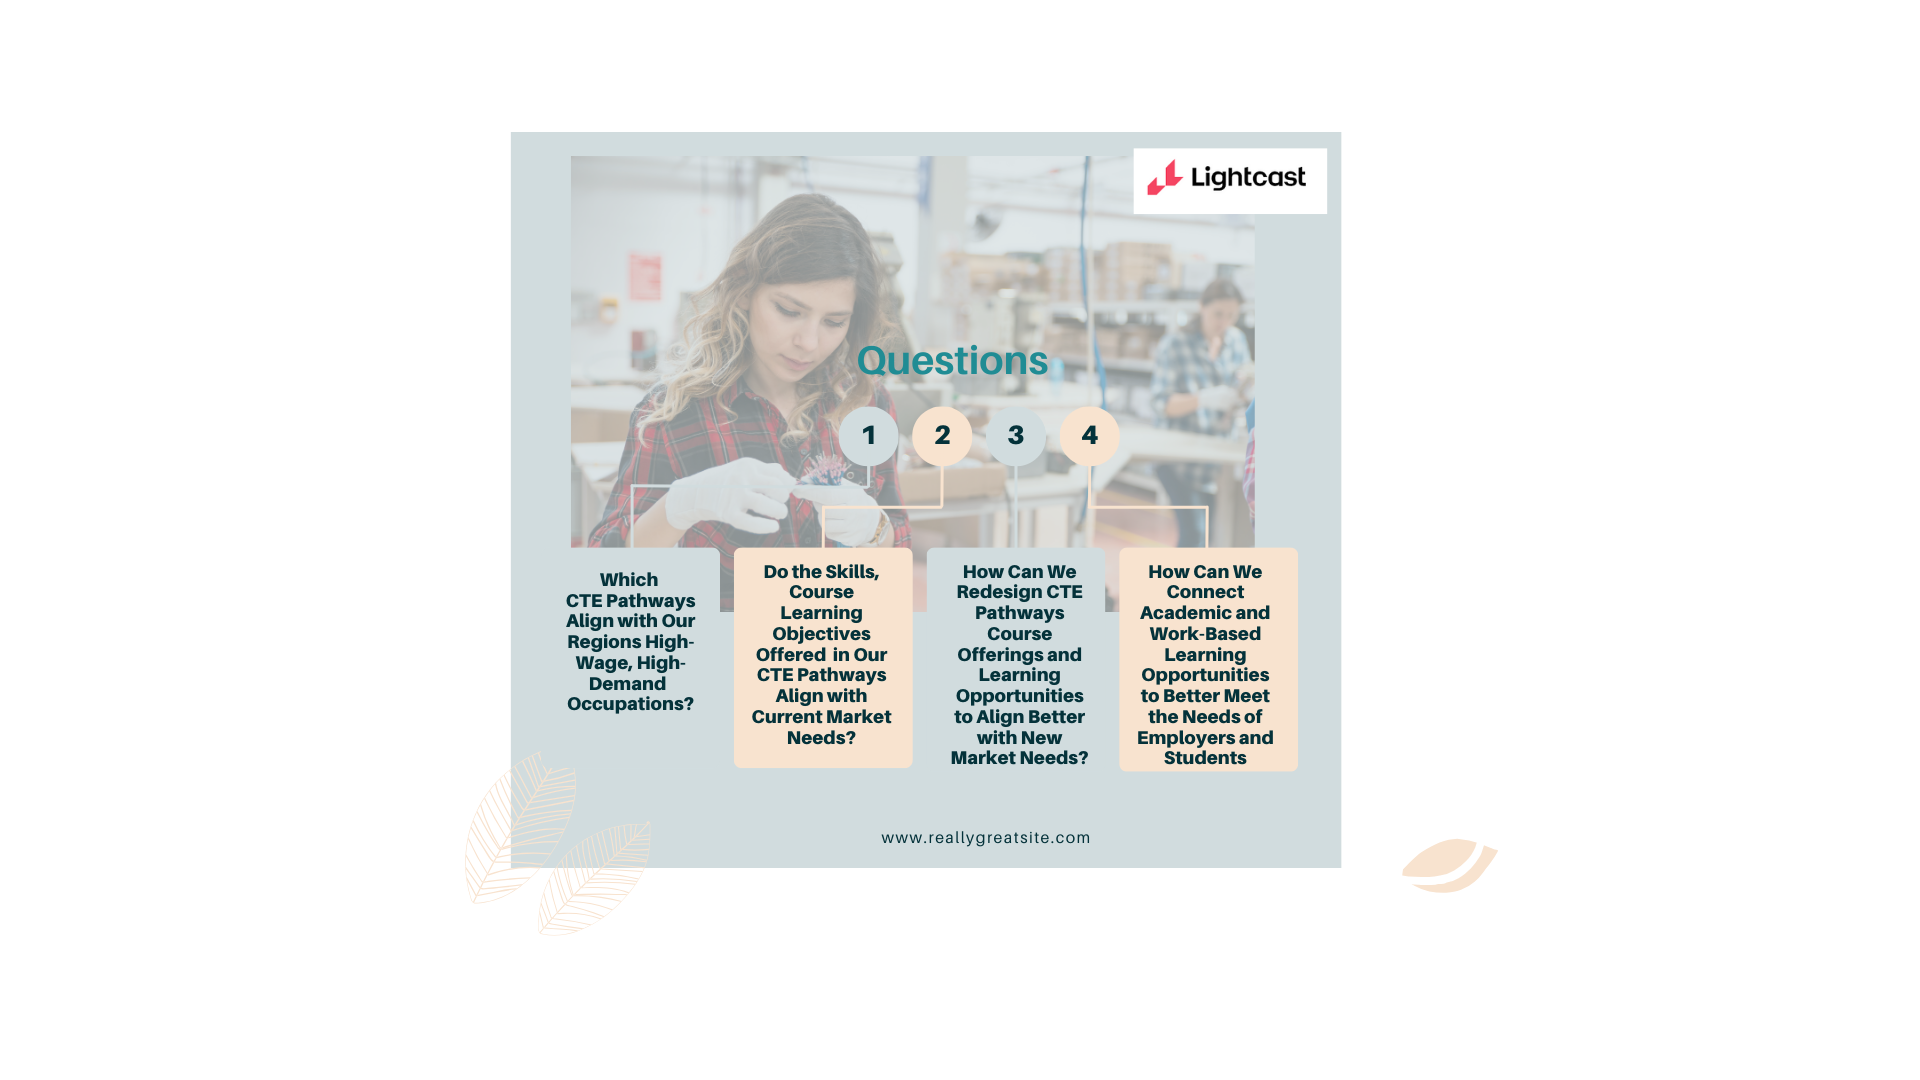 Lightcast
Questions
1
2
3
4
Which
CTE Pathways
Align with Our
Regions High-
Wage, High-
Demand
Occupations?
Do the Skills,
Course
Learning
Objectives
Offered in Our
CTE Pathways
Align with
Current Market
Needs?
How Can We
Redesign CTE
Pathways
Course
Offerings and
Learning
Opportunities
to Align Better
with New
Market Needs?
How Can We
Connect
Academic and
Work-Based
Learning
Opportunities
to Better Meet
the Needs of
Employers and
Students
www.reallygreatsite.com